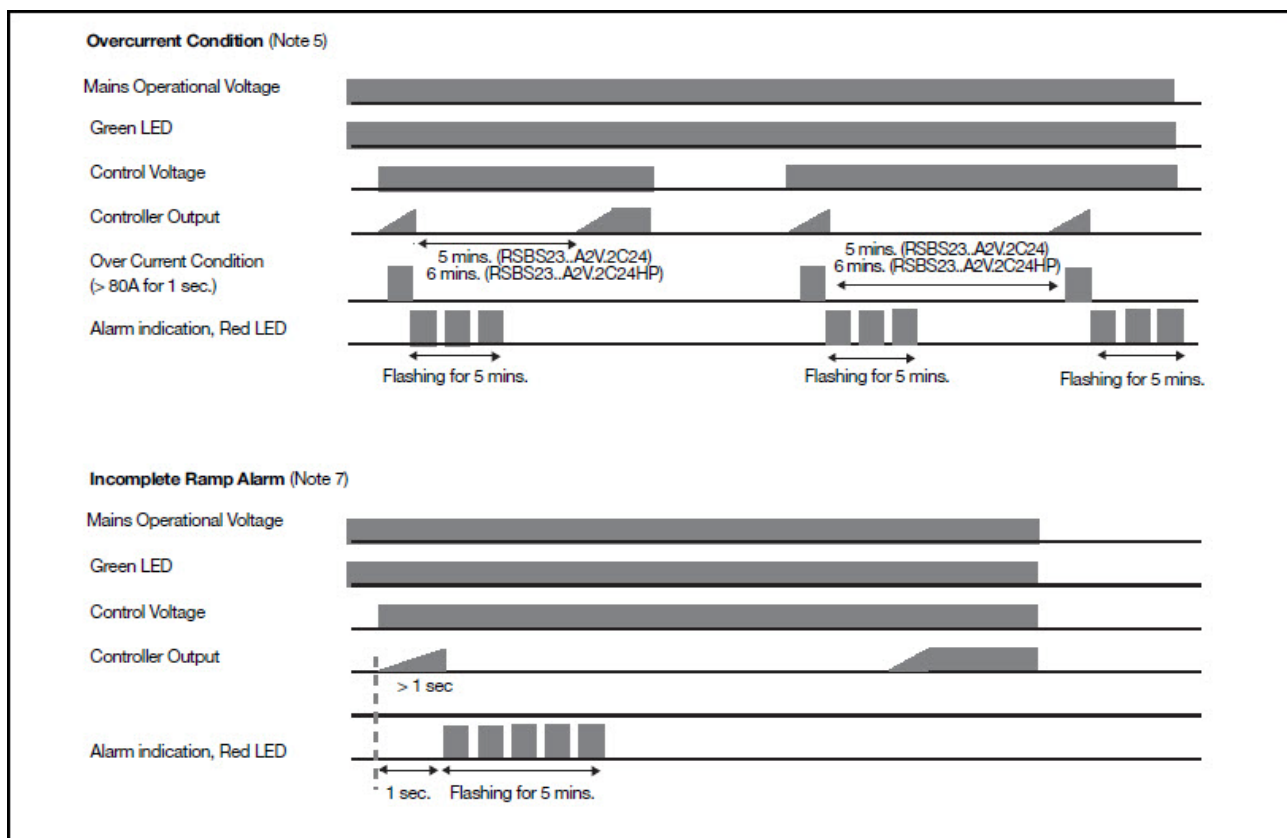 Overcurrent Condition (Note 5)
Mains Operational Voltage
Green LED
Control Voltage
Controller Output
5 mins. (RSBS23..A2V.2C24)
6 mins. (RSBS23..A2V.2C24HP)
5 mins. (RSBS23..A2V.2C24)
6 mins. (RSBS23..A2V.2C24HP)
Over Current Condition
(> 80A for 1 sec.)
Alarm indication, Red LED
Flashing for 5 mins.
Flashing for 5 mins.
Flashing for 5 mins.
Incomplete Ramp Alarm (Note 7)
Mains Operational Voltage
Green LED
Control Voltage
Controller Output
> 1 sec
Alarm indication, Red LED
1 sec.
Flashing for 5 mins.